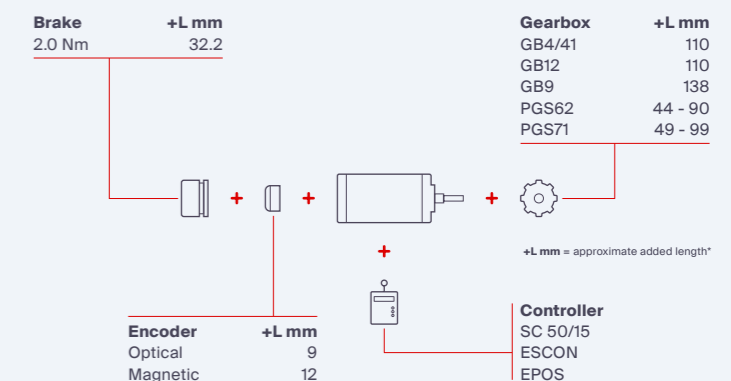 Brake +L mm
2.0 Nm 32.2
Gearbox +L mm
GB4/41 110
GB12 110
GB9 138
PGS62 44 - 90
PGS71 49 - 99
+ + +
+L mm = approximate added length*
+
Encoder +L mm
Optical 9
Magnetic 12
Controller
SC 50/15
ESCON
EPOS